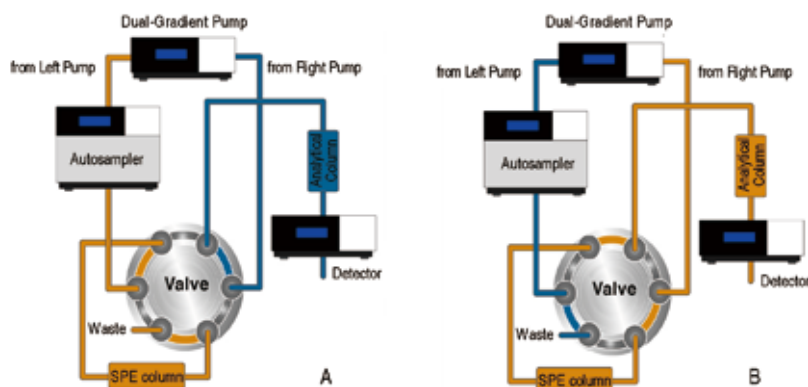 Dual-Gradient Pump
from Left Pump
from Right Pump
Autosampler
Analytical
Column
Detector
Valve
Waste
SPE column
A
Dual-Gradient Pump
from Left Pump
from Right Pump
Autosampler
Analytical
Column
Detector
Valve
Waste
SPE column
B